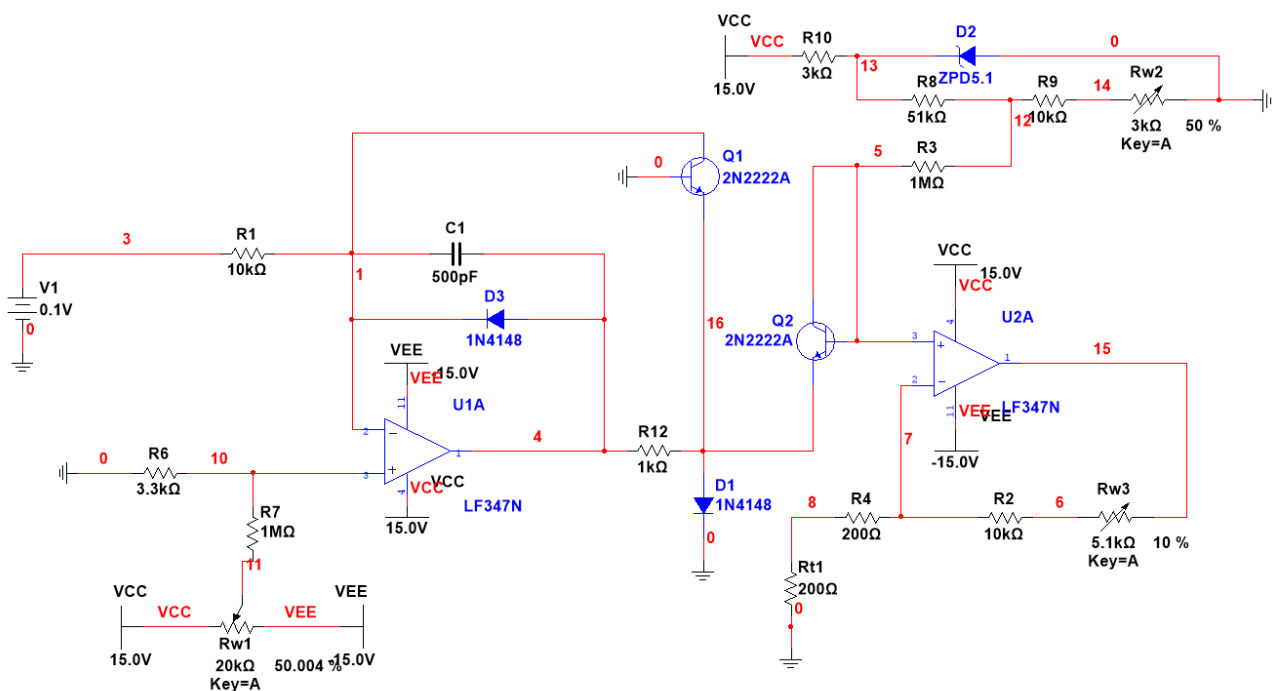 VCC
VCC
15.0V
R10
3kΩ
13
D2
ZPD5.1
0
R8
51kΩ
12
R9
10kΩ
14
Rw2
3kΩ
Key=A
50 %
5
R3
1MΩ
0
Q1
2N2222A
3
R1
10kΩ
1
C1
500pF
V1
0.1V
0
D3
1N4148
16
Q2
2N2222A
VCC
15.0V
VCC
4
U2A
3
2
1
15
VEE
11
LF347N
VEE
-15.0V
7
VEE
-15.0V
VEE
11
U1A
2
3
1
4
R12
1kΩ
4
VCC
VCC
15.0V
LF347N
D1
1N4148
0
0
R6
3.3kΩ
10
R7
1MΩ
11
VCC
15.0V
VCC
VEE
VEE
-15.0V
Rw1
20kΩ
Key=A
50.004 %
8
R4
200Ω
R2
10kΩ
6
Rw3
5.1kΩ
Key=A
10 %
Rt1
200Ω
0